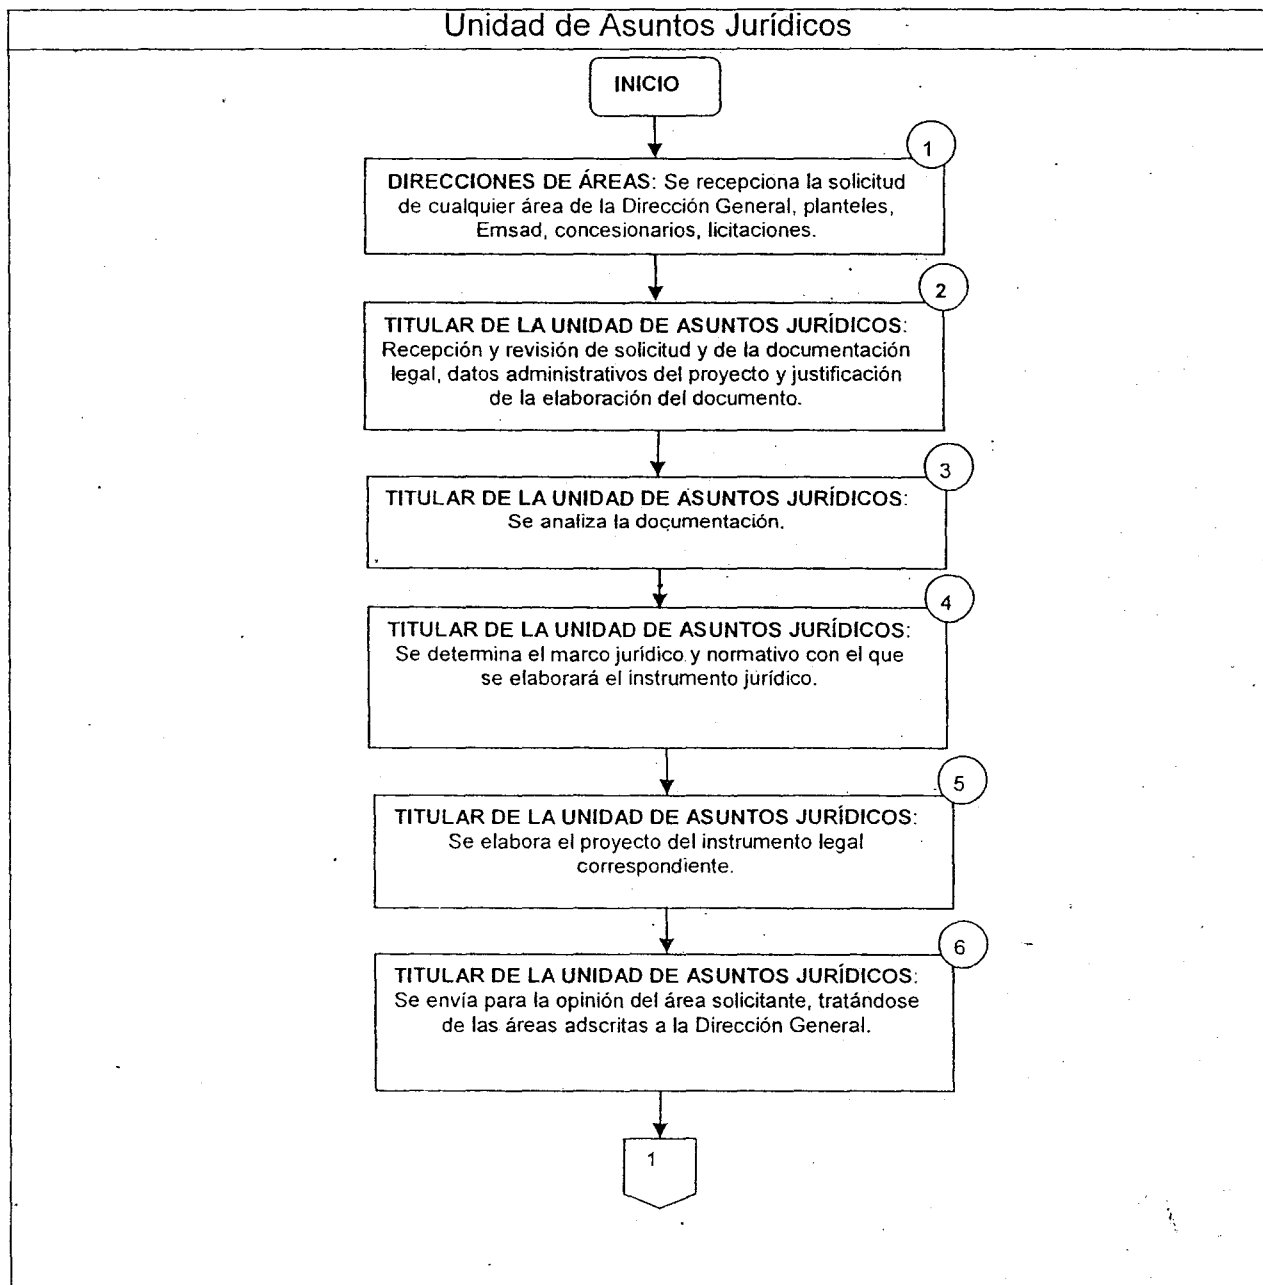 Unidad de Asuntos Jurídicos
INICIO
1
DIRECCIONES DE ÁREAS: Se recepciona la solicitud
de cualquier área de la Dirección General, planteles,
Emsad, concesionarios, licitaciones.
2
TITULAR DE LA UNIDAD DE ASUNTOS JURÍDICOS:
Recepción y revisión de solicitud y de la documentación
legal, datos administrativos del proyecto y justificación
de la elaboración del documento.
3
TITULAR DE LA UNIDAD DE ASUNTOS JURÍDICOS:
Se analiza la documentación.
4
TITULAR DE LA UNIDAD DE ASUNTOS JURÍDICOS:
Se determina el marco jurídico y normativo con el que
se elaborará el instrumento jurídico.
5
TITULAR DE LA UNIDAD DE ASUNTOS JURÍDICOS:
Se elabora el proyecto del instrumento legal
correspondiente.
6
TITULAR DE LA UNIDAD DE ASUNTOS JURÍDICOS:
Se envía para la opinión del área solicitante, tratándose
de las áreas adscritas a la Dirección General.
1